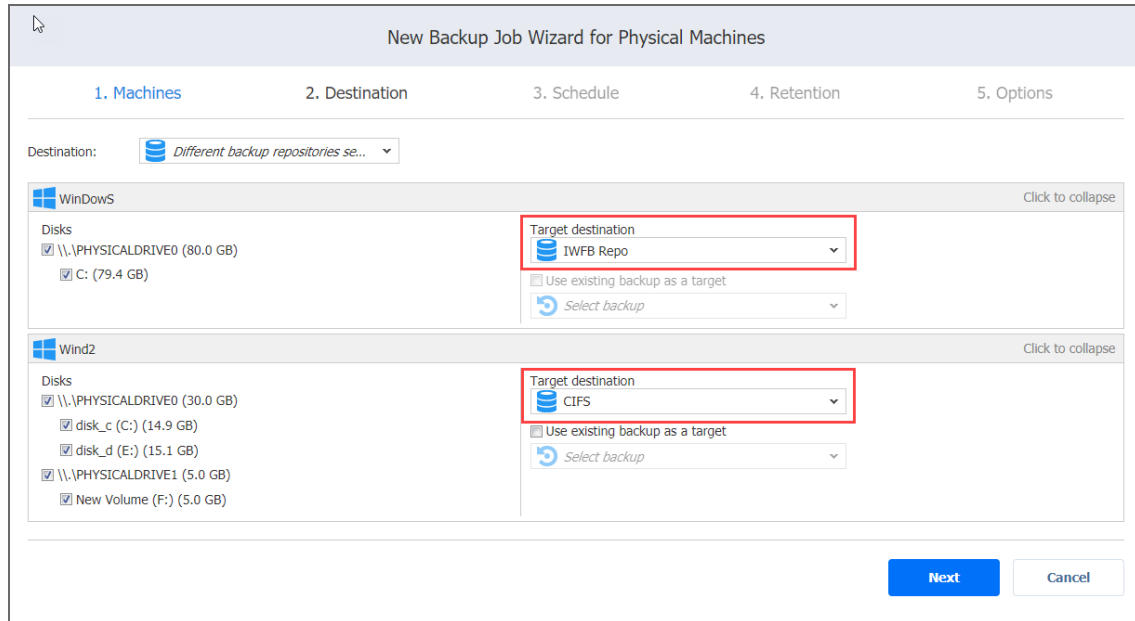 New Backup Job Wizard for Physical Machines
1. Machines 2. Destination 3. Schedule 4. Retention 5. Options
Destination: Different backup repositories se...
WinDowS Click to collapse
Disks
\\.\PHYSICALDRIVE0 (80.0 GB)
C: (79.4 GB)
Target destination
IWFB Repo
Use existing backup as a target
Select backup
Wind2 Click to collapse
Disks
\\.\PHYSICALDRIVE0 (30.0 GB)
disk_c (C:) (14.9 GB)
disk_d (E:) (15.1 GB)
\\.\PHYSICALDRIVE1 (5.0 GB)
New Volume (F:) (5.0 GB)
Target destination
CIFS
Use existing backup as a target
Select backup
Next Cancel